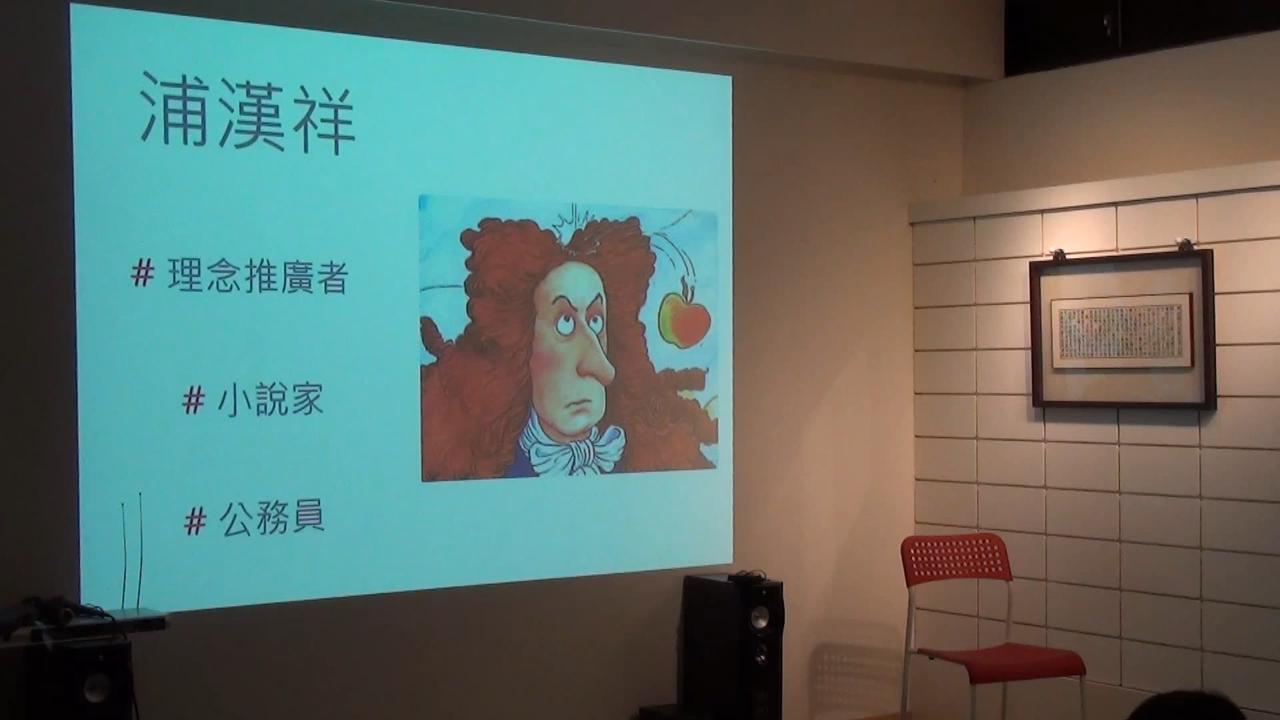 浦漢祥
# 理念推廣者
# 小說家
# 公務員